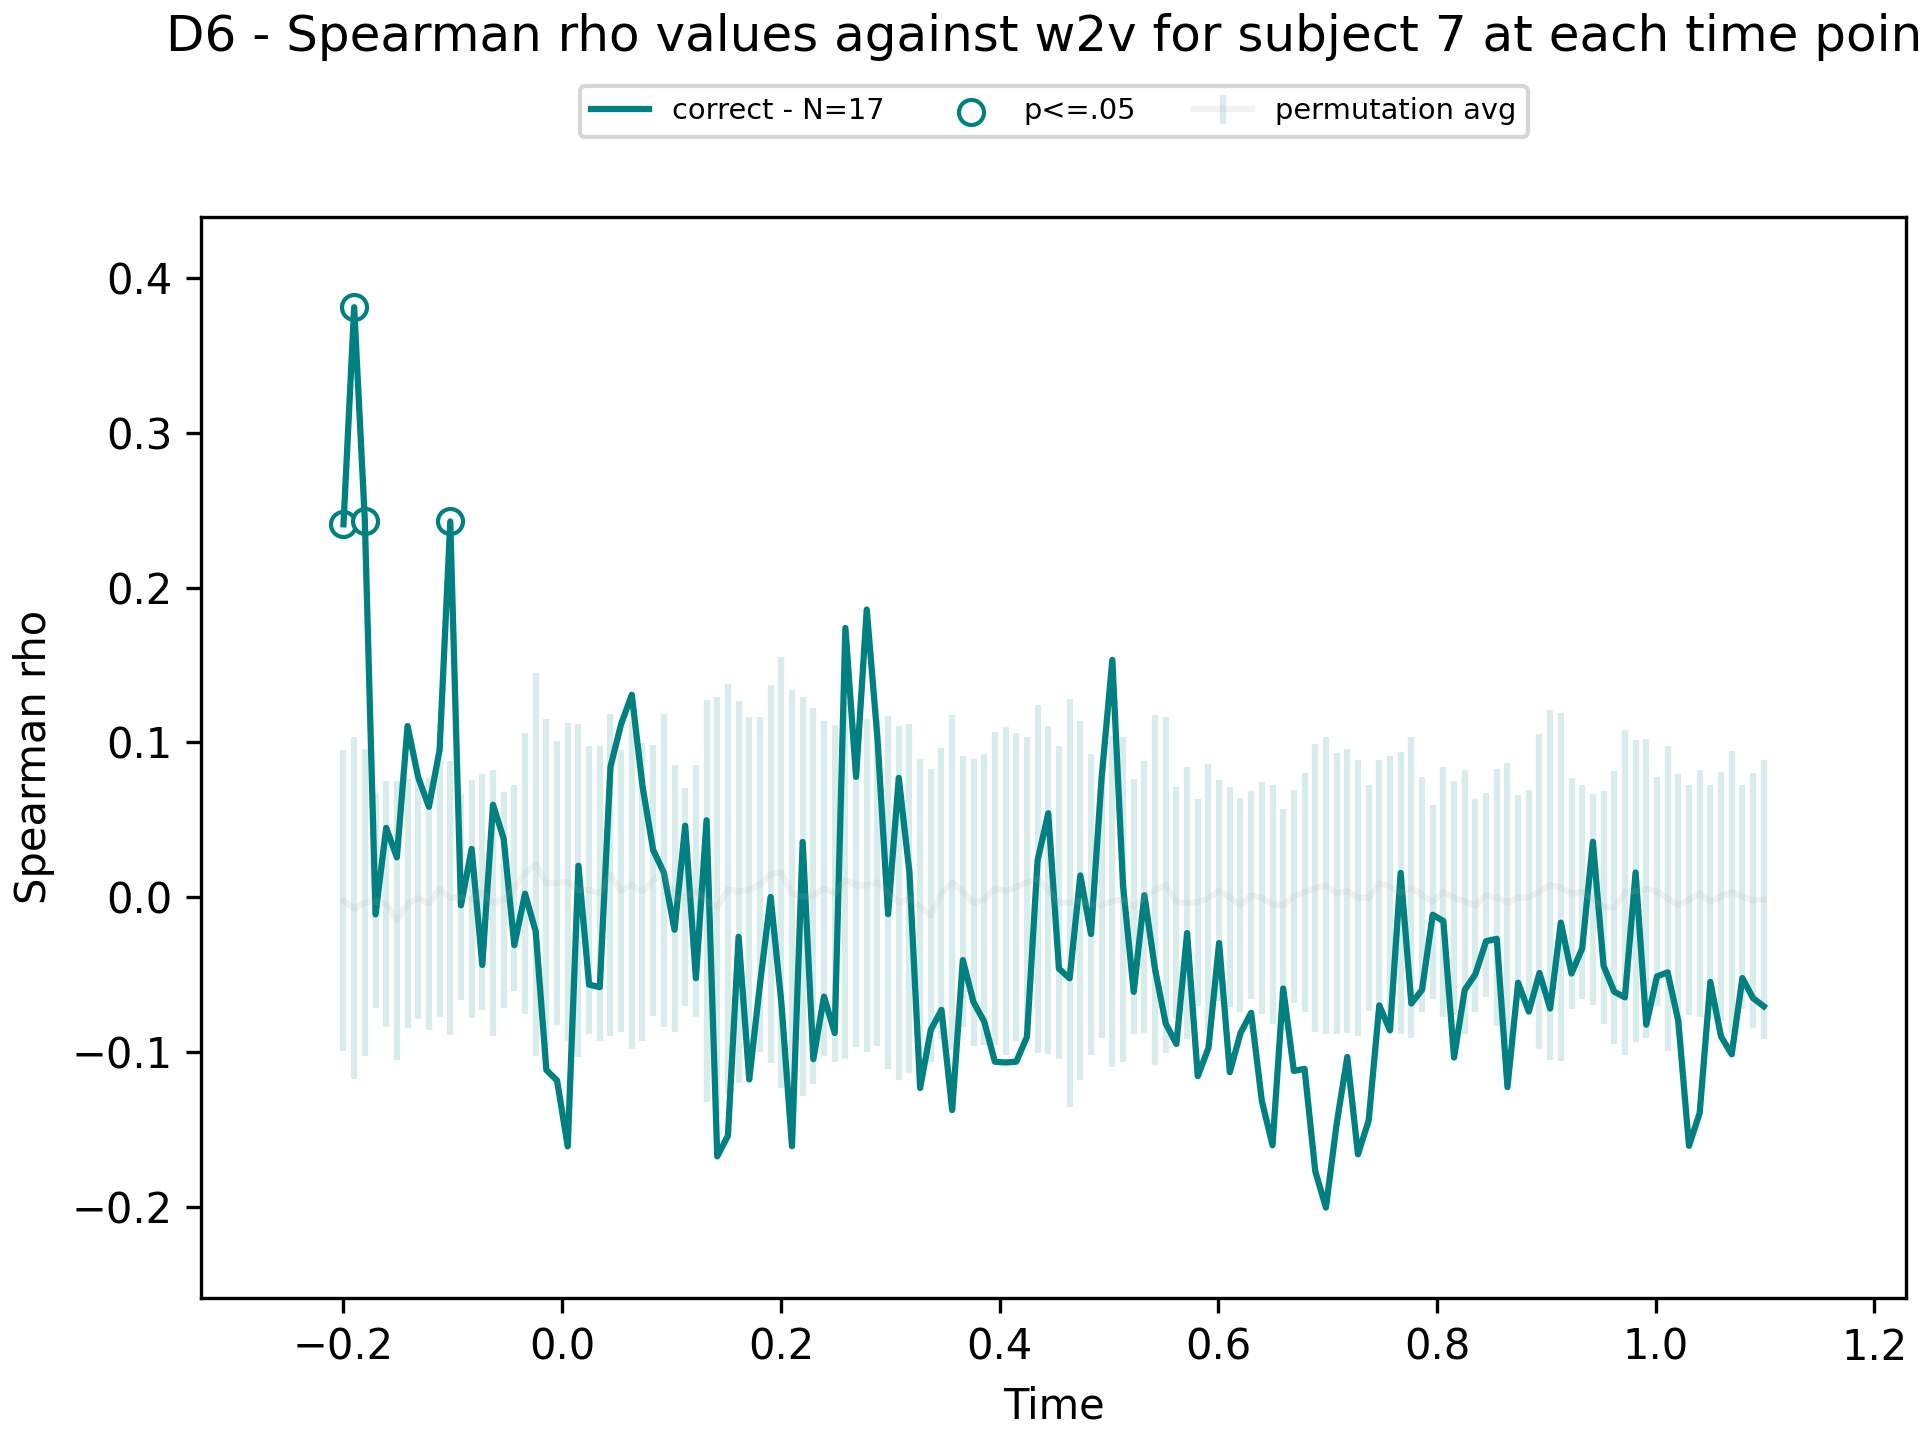 D6 - Spearman rho values against w2v for subject 7 at each time poin
correct - N=17 p<=.05 permutation avg
0.4
0.3
0.2
0.1
0.0
−0.1
−0.2
Spearman rho
−0.2 0.0 0.2 0.4 0.6 0.8 1.0 1.2
Time